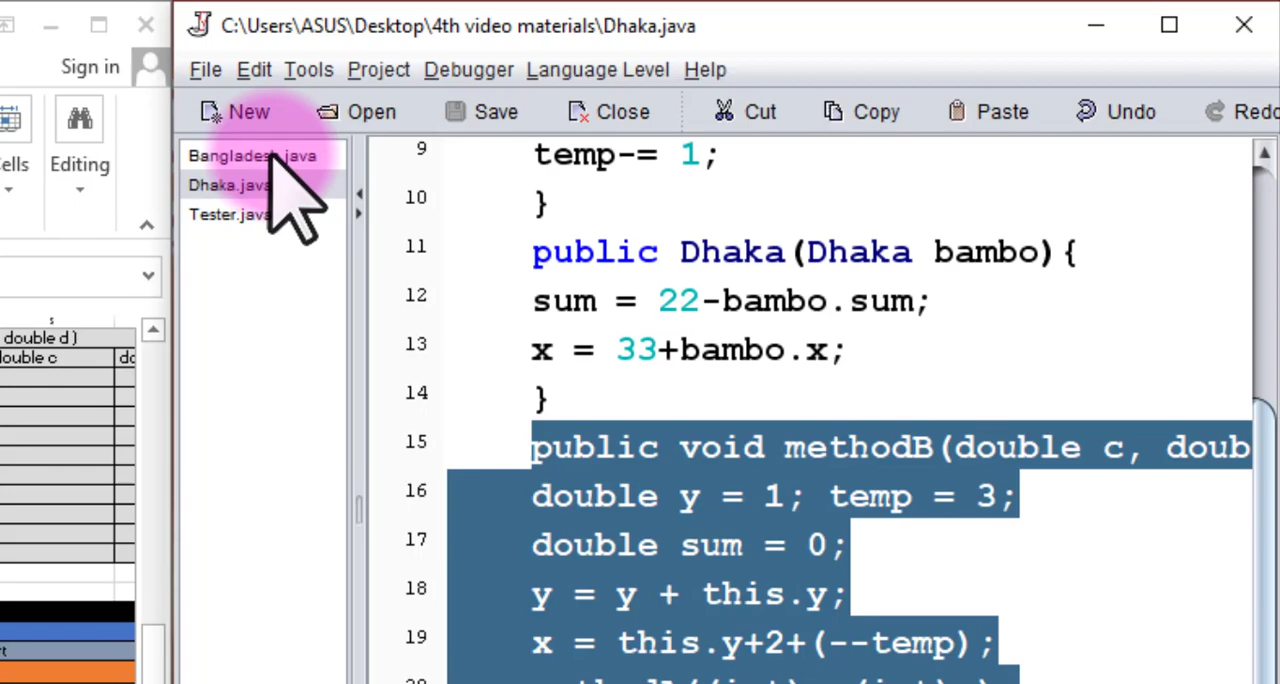 C:\Users\ASUS\Desktop\4th video materials\Dhaka.java
Sign in
File Edit Tools Project Debugger Language Level Help
New Open Save Close Cut Copy Paste Undo Redo
Editing
Bangladesh.java
Dhaka.java
Tester.java
s
double d )
double c
9 temp-= 1;
10 }
11 public Dhaka(Dhaka bambo){
12 sum = 22-bambo.sum;
13 x = 33+bambo.x;
14 }
15 public void methodB(double c, doub
16 double y = 1; temp = 3;
17 double sum = 0;
18 y = y + this.y;
19 x = this.y+2+(--temp);